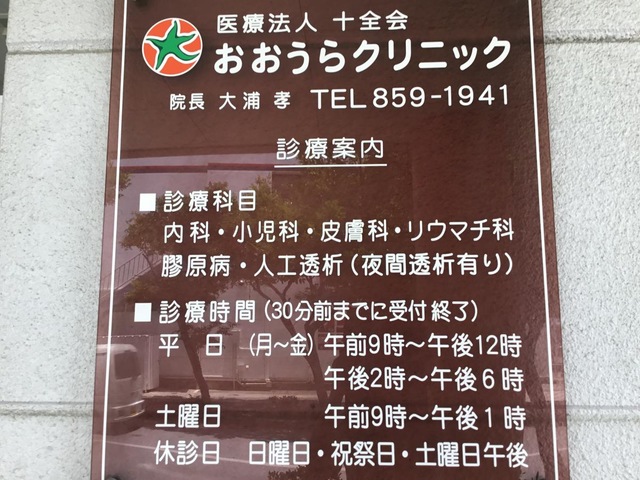 医療法人 十全会
おおうらクリニック
院長 大浦 孝 TEL 859-1941
診療案内
■診療科目
内科・小児科・皮膚科・リウマチ科
膠原病・人工透析(夜間透析有り)
■診療時間(30分前までに受付終了)
平 日 (月~金) 午前9時~午後12時
午後2時~午後6時
土曜日 午前9時~午後1時
休診日 日曜日・祝祭日・土曜日午後